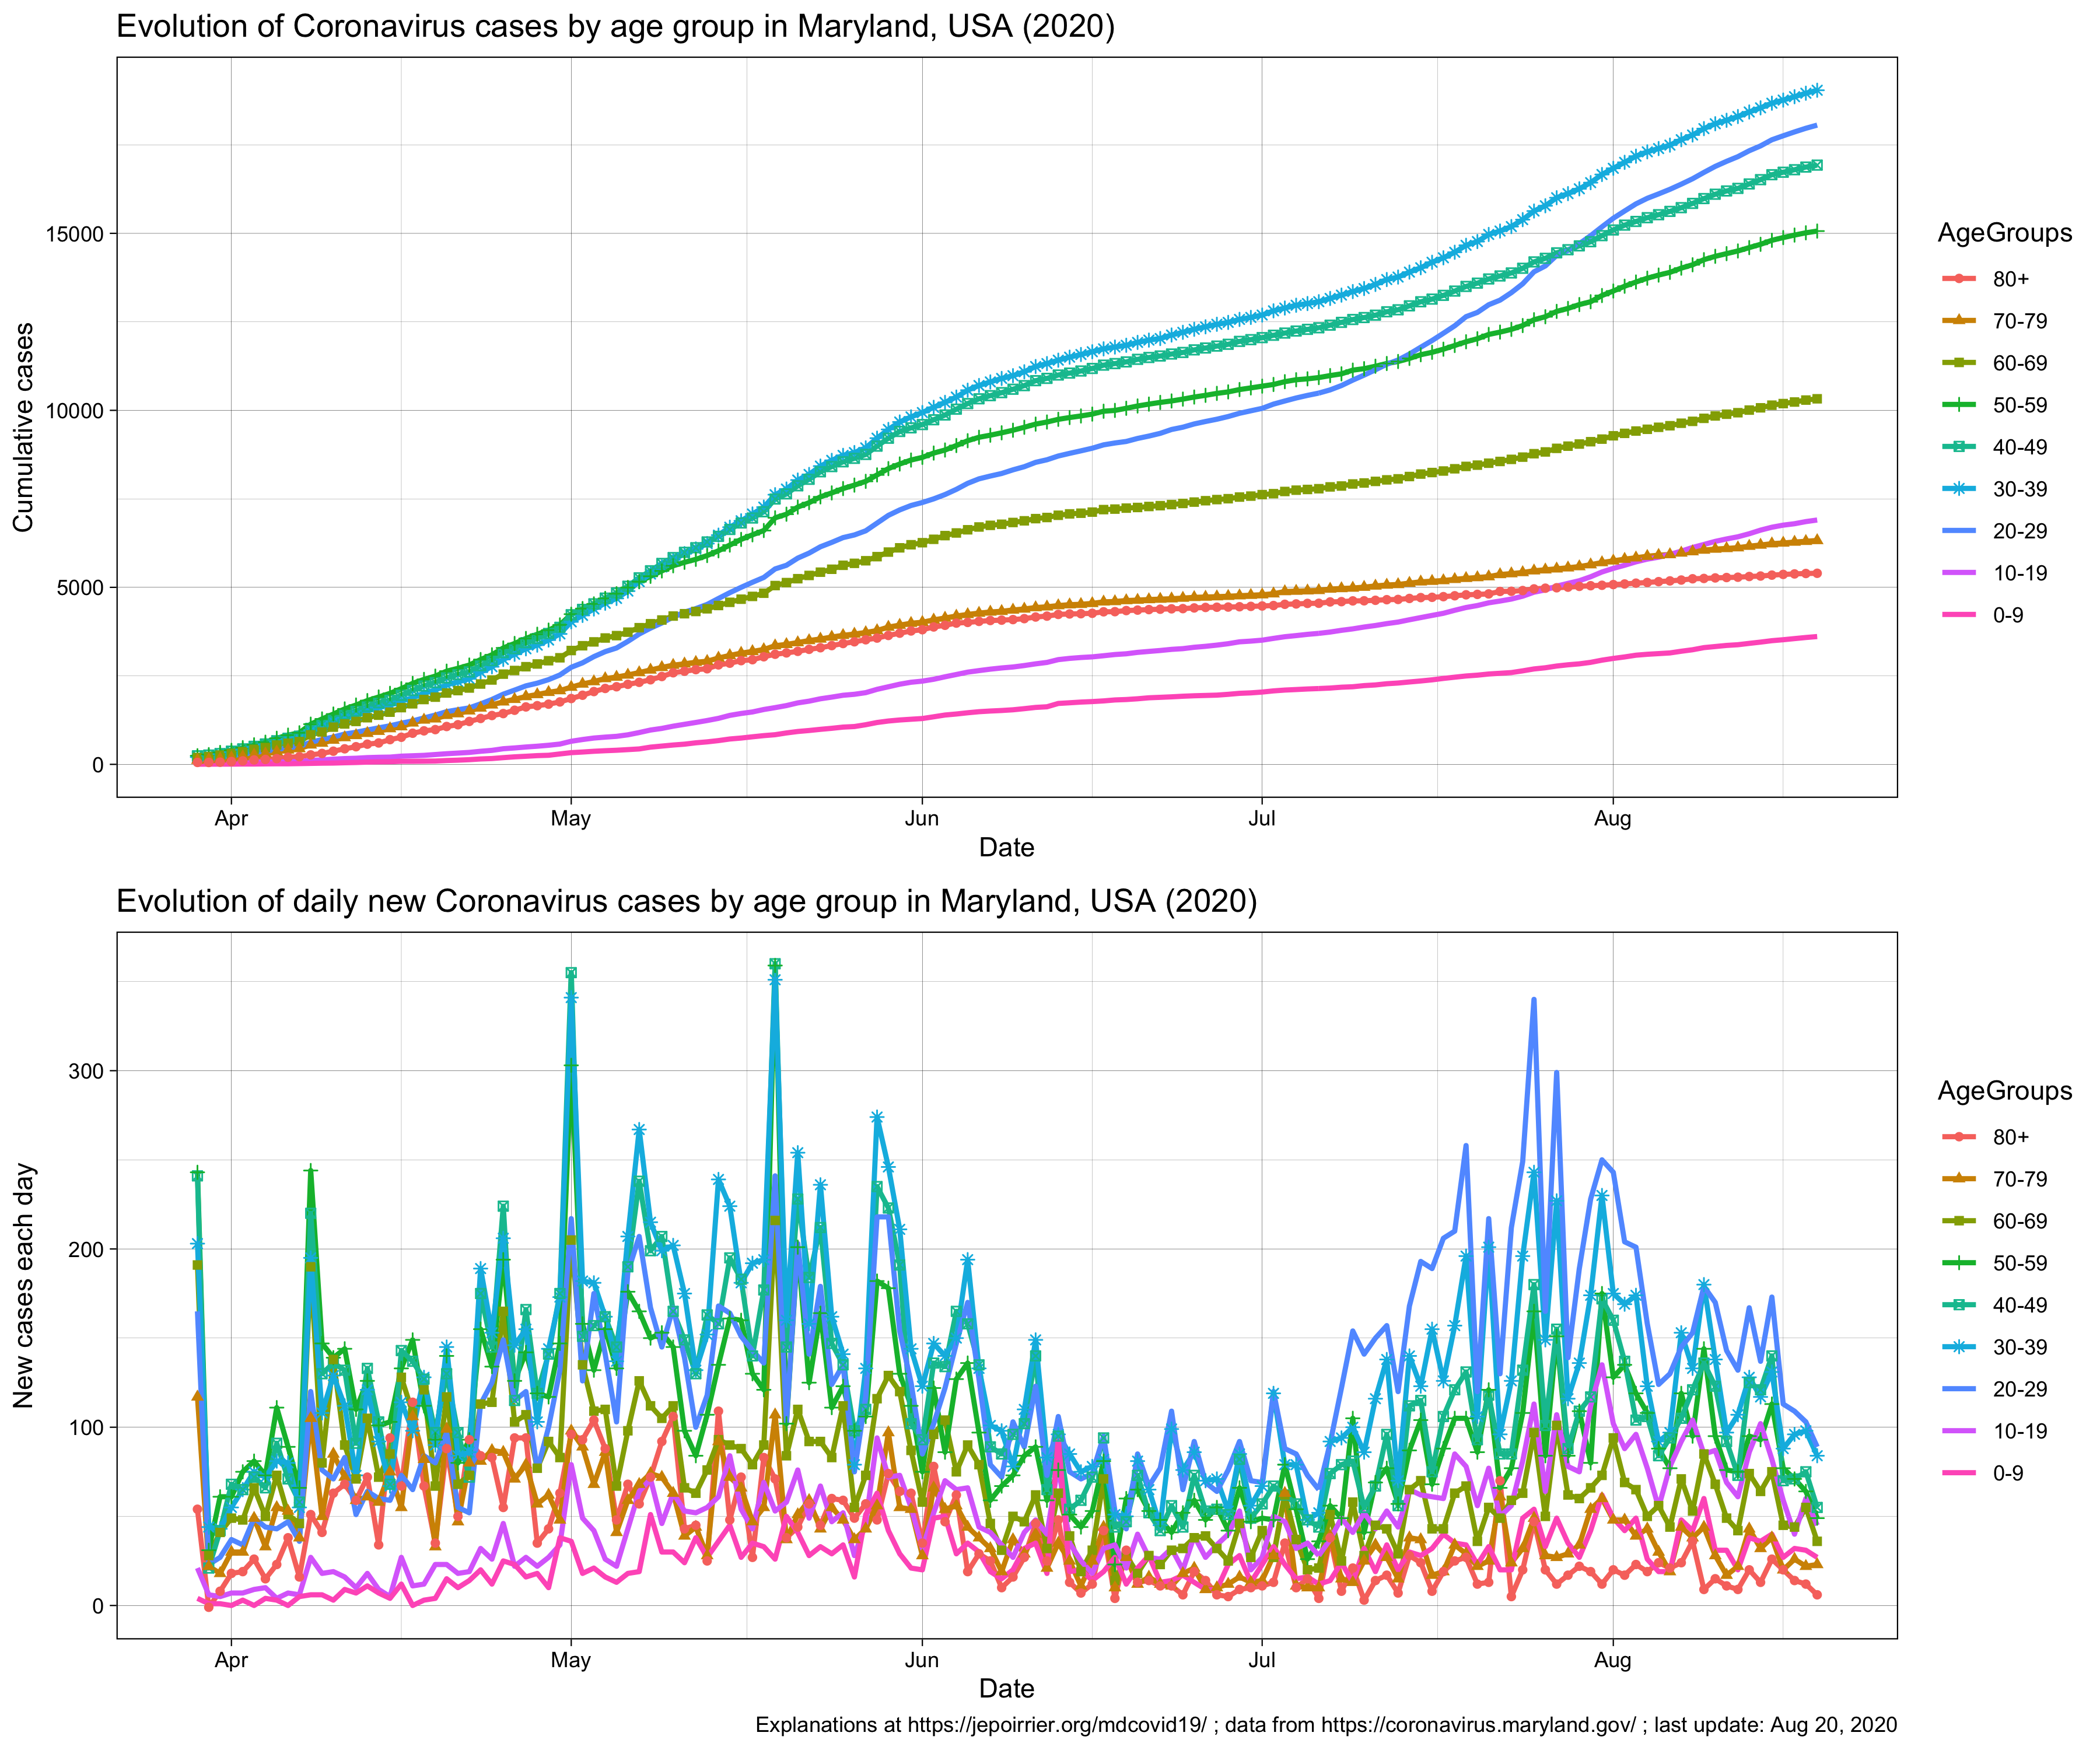 Evolution of Coronavirus cases by age group in Maryland, USA (2020)
Cumulative cases
15000
10000
5000
0
Apr May Jun Jul Aug
Date
AgeGroups
80+
70-79
60-69
50-59
40-49
30-39
20-29
10-19
0-9
Evolution of daily new Coronavirus cases by age group in Maryland, USA (2020)
New cases each day
300
200
100
0
Apr May Jun Jul Aug
Date
AgeGroups
80+
70-79
60-69
50-59
40-49
30-39
20-29
10-19
0-9
Explanations at https://jepoirrier.org/mdcovid19/ ; data from https://coronavirus.maryland.gov/ ; last update: Aug 20, 2020